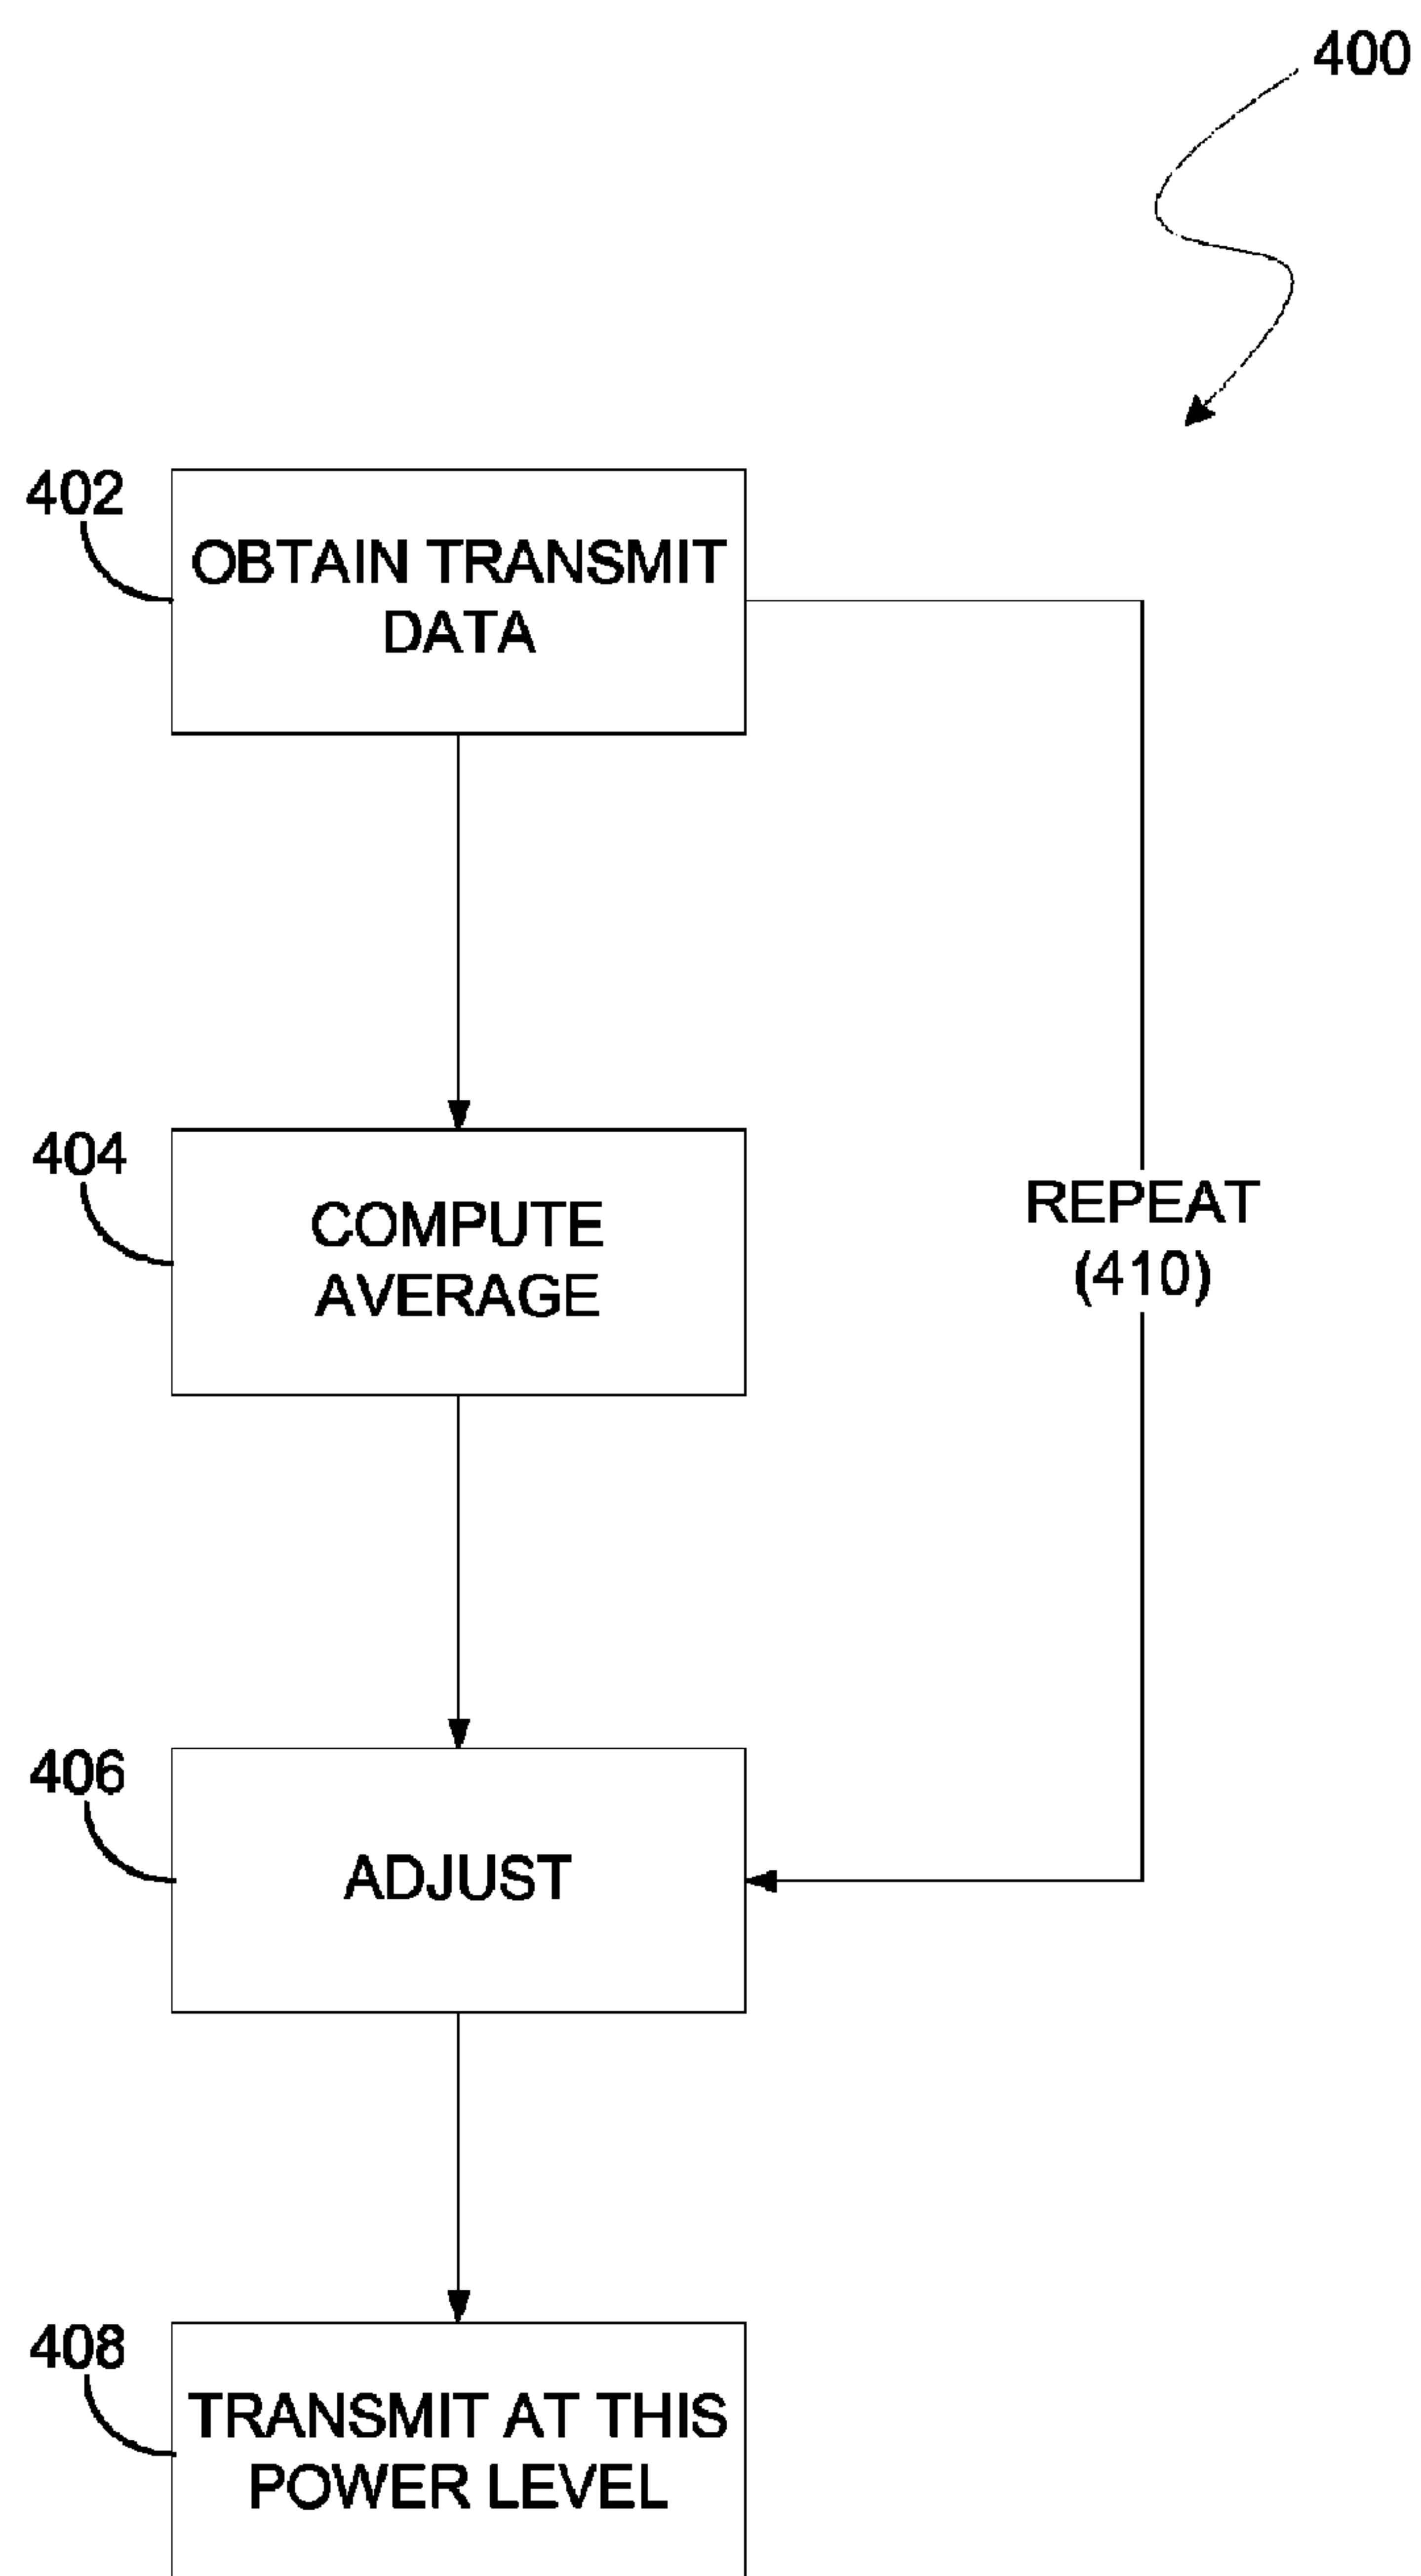 400
402
OBTAIN TRANSMIT
DATA
404
COMPUTE
AVERAGE
REPEAT
(410)
406
ADJUST
408
TRANSMIT AT THIS
POWER LEVEL